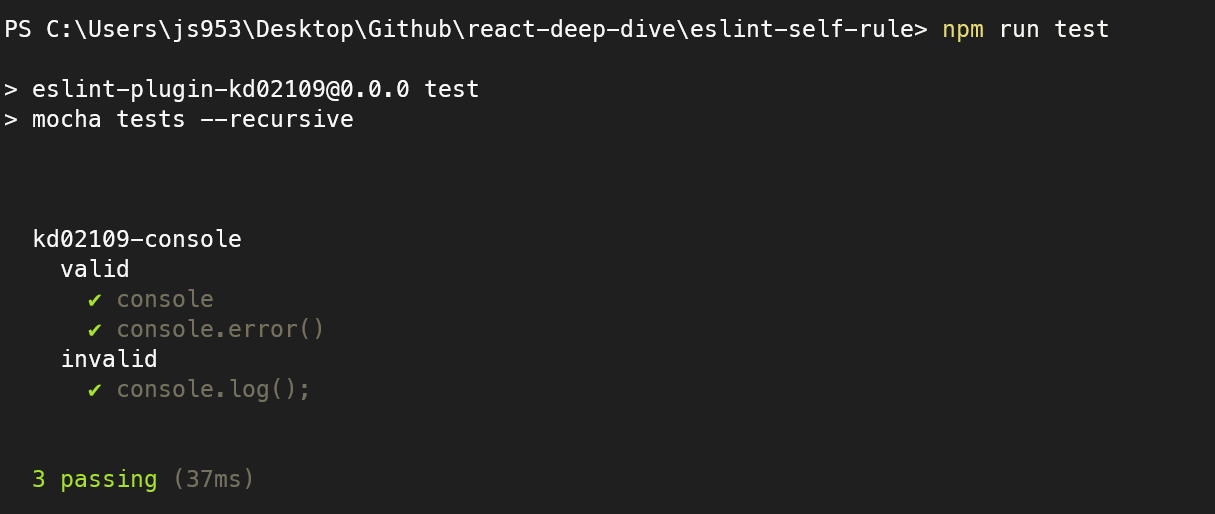 PS C:\Users\js953\Desktop\Github\react-deep-dive\eslint-self-rule> npm run test
> eslint-plugin-kd02109@0.0.0 test
> mocha tests --recursive
kd02109-console
valid
✔ console
✔ console.error()
invalid
✔ console.log();
3 passing (37ms)